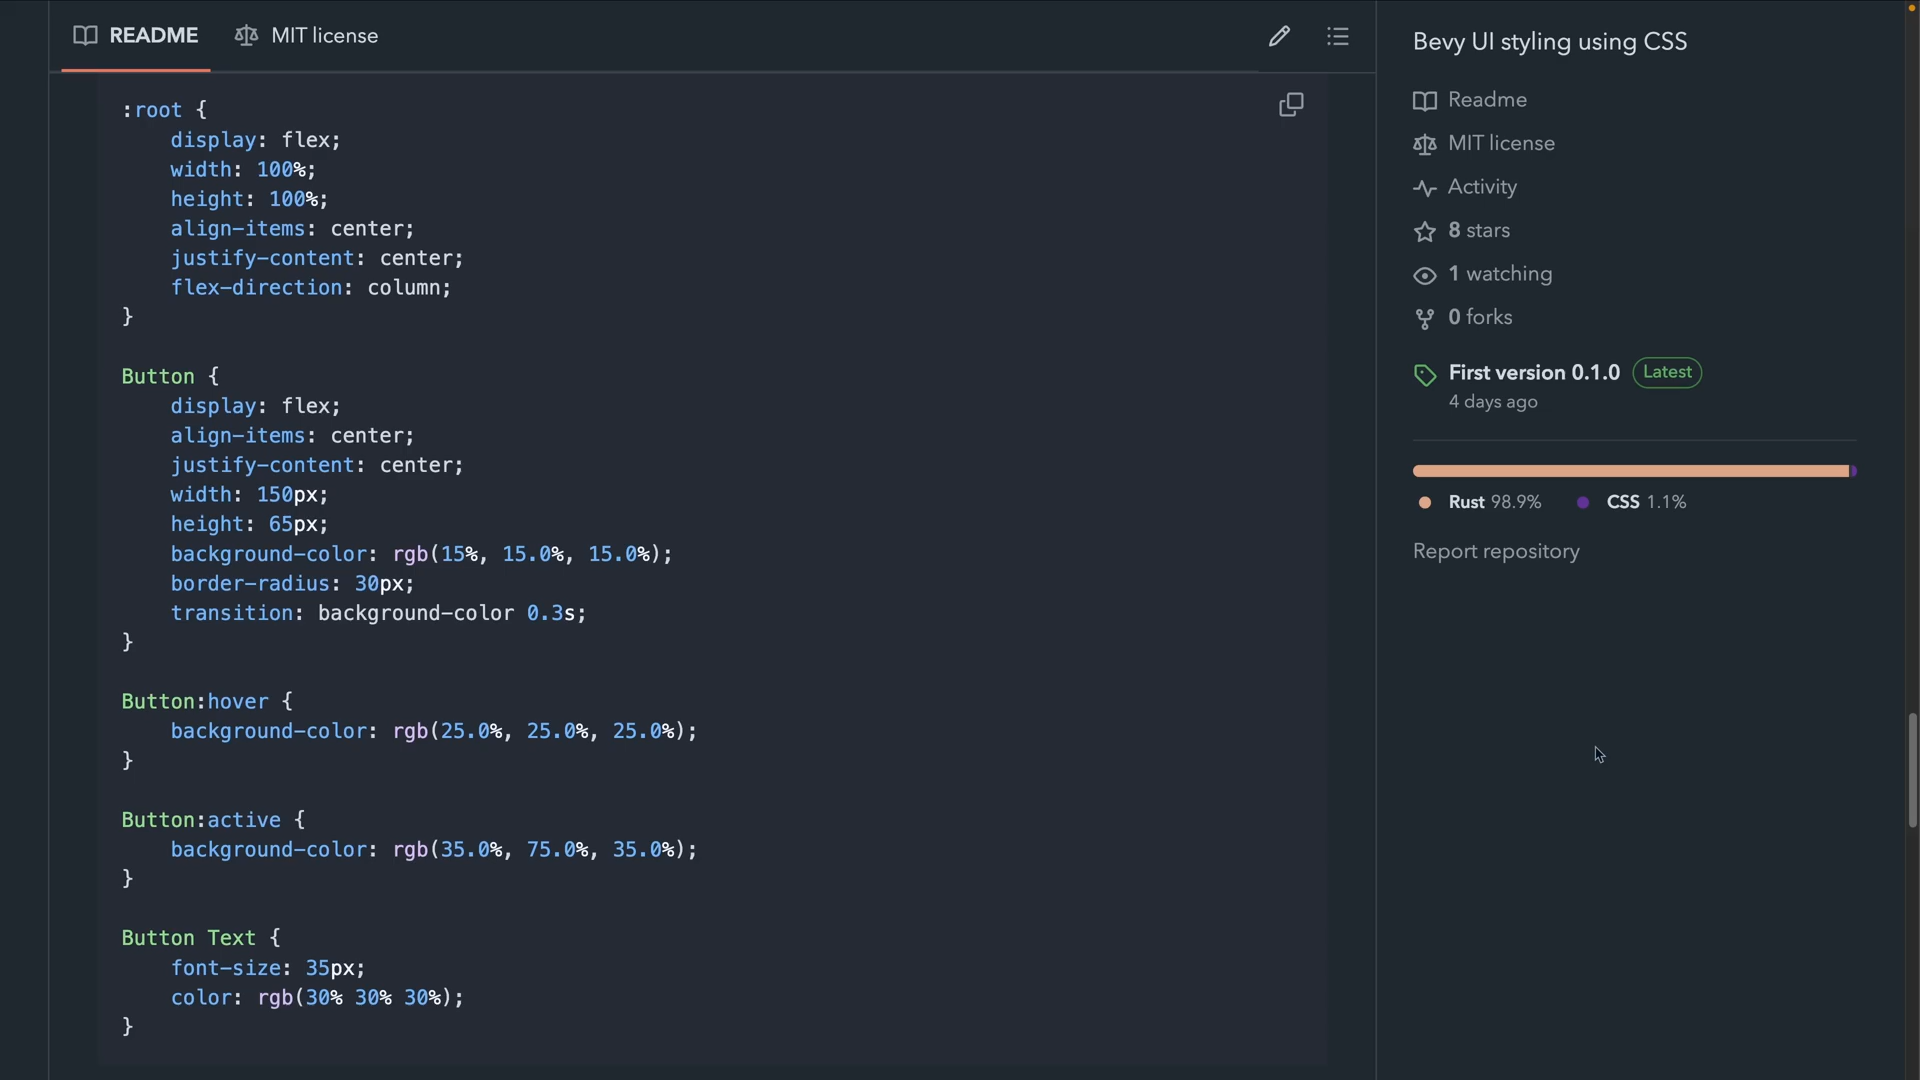 README
MIT license
:root {
    display: flex;
    width: 100%;
    height: 100%;
    align-items: center;
    justify-content: center;
    flex-direction: column;
}
Button {
    display: flex;
    align-items: center;
    justify-content: center;
    width: 150px;
    height: 65px;
    background-color: rgb(15%, 15.0%, 15.0%);
    border-radius: 30px;
    transition: background-color 0.3s;
}
Button:hover {
    background-color: rgb(25.0%, 25.0%, 25.0%);
}
Button:active {
    background-color: rgb(35.0%, 75.0%, 35.0%);
}
Button Text {
    font-size: 35px;
    color: rgb(30% 30% 30%);
}
Bevy UI styling using CSS
Readme
MIT license
Activity
8 stars
1 watching
0 forks
First version 0.1.0 Latest
4 days ago
Rust 98.9% CSS 1.1%
Report repository